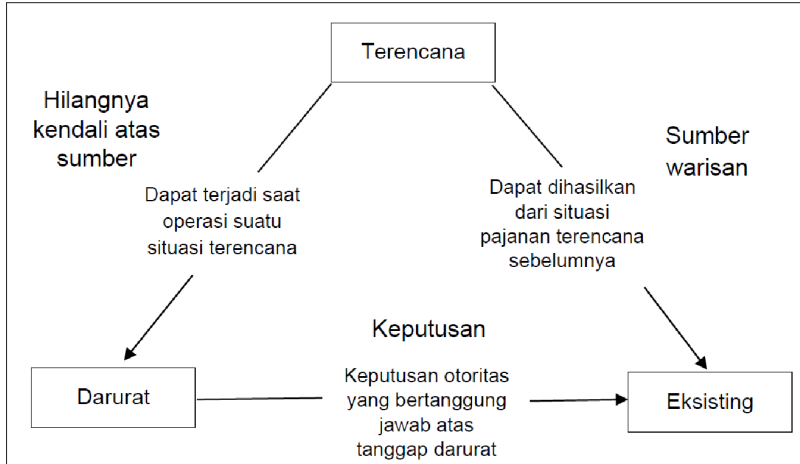 Terencana
Hilangnya
kendali atas
sumber
Sumber
warisan
Dapat terjadi saat
operasi suatu
situasi terencana
Dapat dihasilkan
dari situasi
pajanan terencana
sebelumnya
Keputusan
Darurat
Keputusan otoritas
yang bertanggung
jawab atas
tanggap darurat
Eksisting